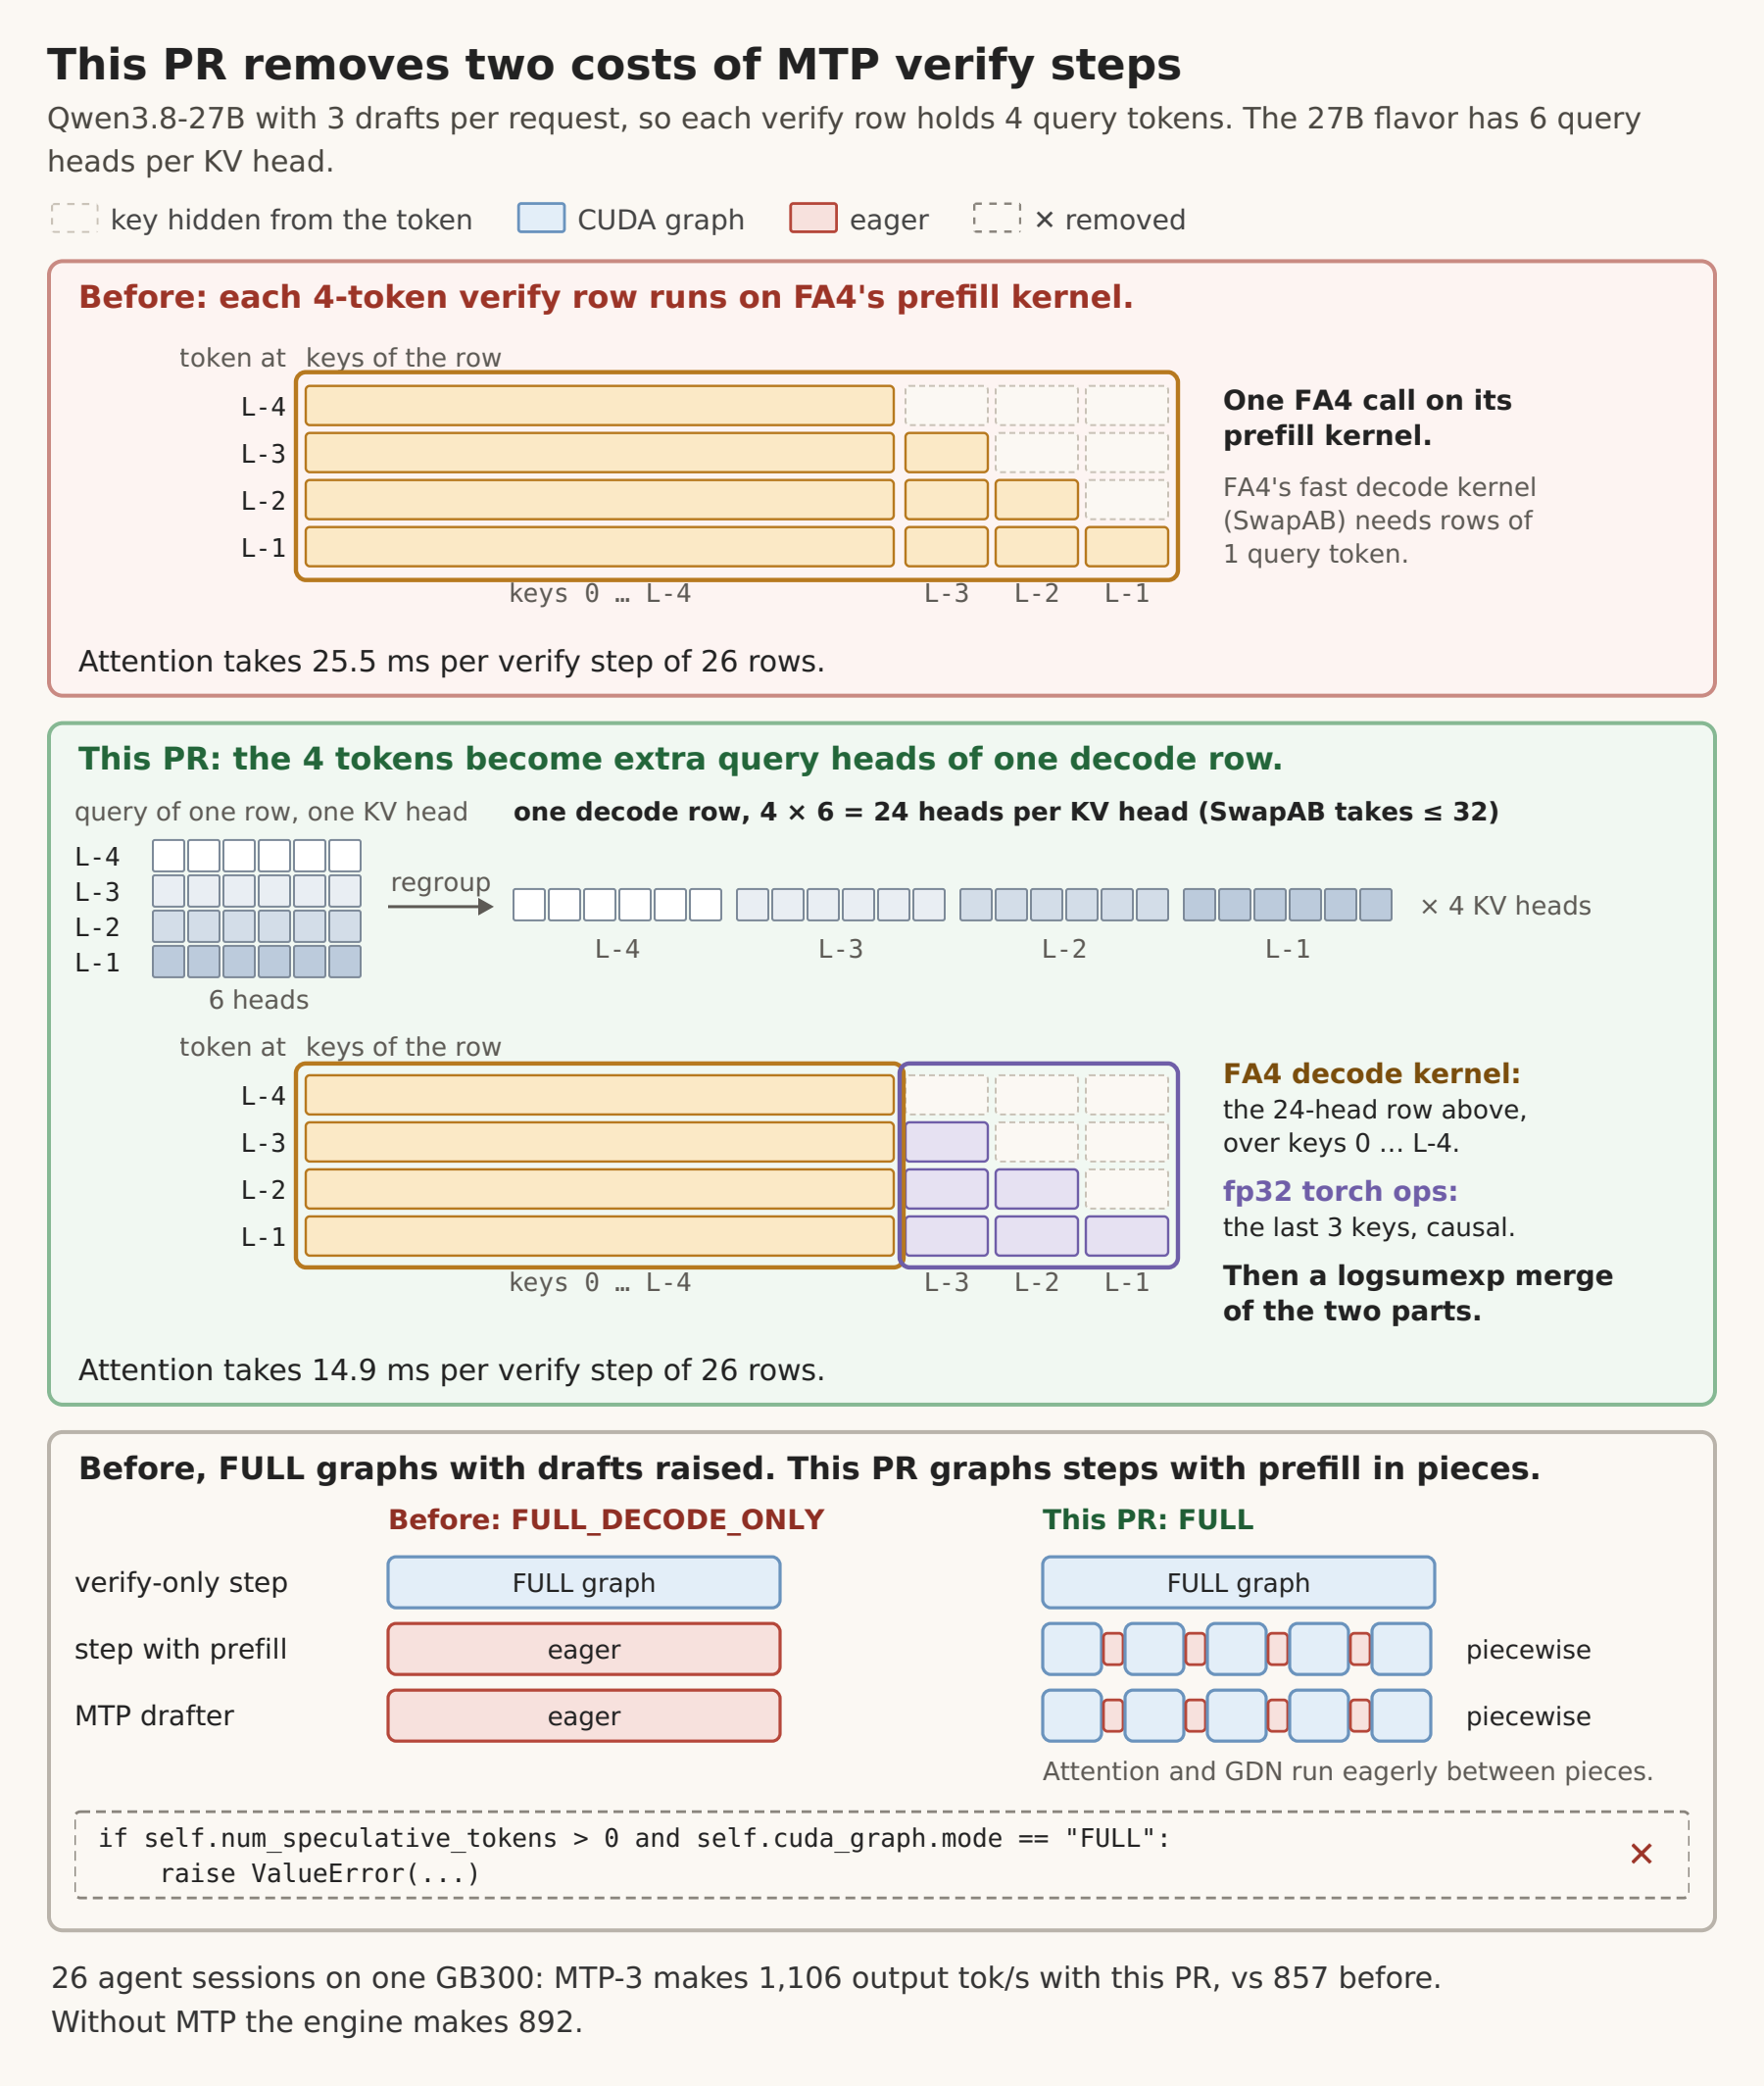 This PR removes two costs of MTP verify steps
Qwen3.8-27B with 3 drafts per request, so each verify row holds 4 query tokens. The 27B flavor has 6 query
heads per KV head.
key hidden from the token
CUDA graph
eager
✕ removed
Before: each 4-token verify row runs on FA4's prefill kernel.
token at
keys of the row
L-4
L-3
L-2
L-1
keys 0 … L-4
L-3
L-2
L-1
One FA4 call on its
prefill kernel.
FA4's fast decode kernel
(SwapAB) needs rows of
1 query token.
Attention takes 25.5 ms per verify step of 26 rows.
This PR: the 4 tokens become extra query heads of one decode row.
query of one row, one KV head
one decode row, 4 × 6 = 24 heads per KV head (SwapAB takes ≤ 32)
L-4
L-3
L-2
L-1
6 heads
regroup
L-4
L-3
L-2
L-1
× 4 KV heads
token at
keys of the row
L-4
L-3
L-2
L-1
keys 0 … L-4
L-3
L-2
L-1
FA4 decode kernel:
the 24-head row above,
over keys 0 … L-4.
fp32 torch ops:
the last 3 keys, causal.
Then a logsumexp merge
of the two parts.
Attention takes 14.9 ms per verify step of 26 rows.
Before, FULL graphs with drafts raised. This PR graphs steps with prefill in pieces.
Before: FULL_DECODE_ONLY
This PR: FULL
verify-only step
FULL graph
FULL graph
step with prefill
eager
piecewise
MTP drafter
eager
piecewise
Attention and GDN run eagerly between pieces.
if self.num_speculative_tokens > 0 and self.cuda_graph.mode == "FULL":
    raise ValueError(...)
✕
26 agent sessions on one GB300: MTP-3 makes 1,106 output tok/s with this PR, vs 857 before.
Without MTP the engine makes 892.